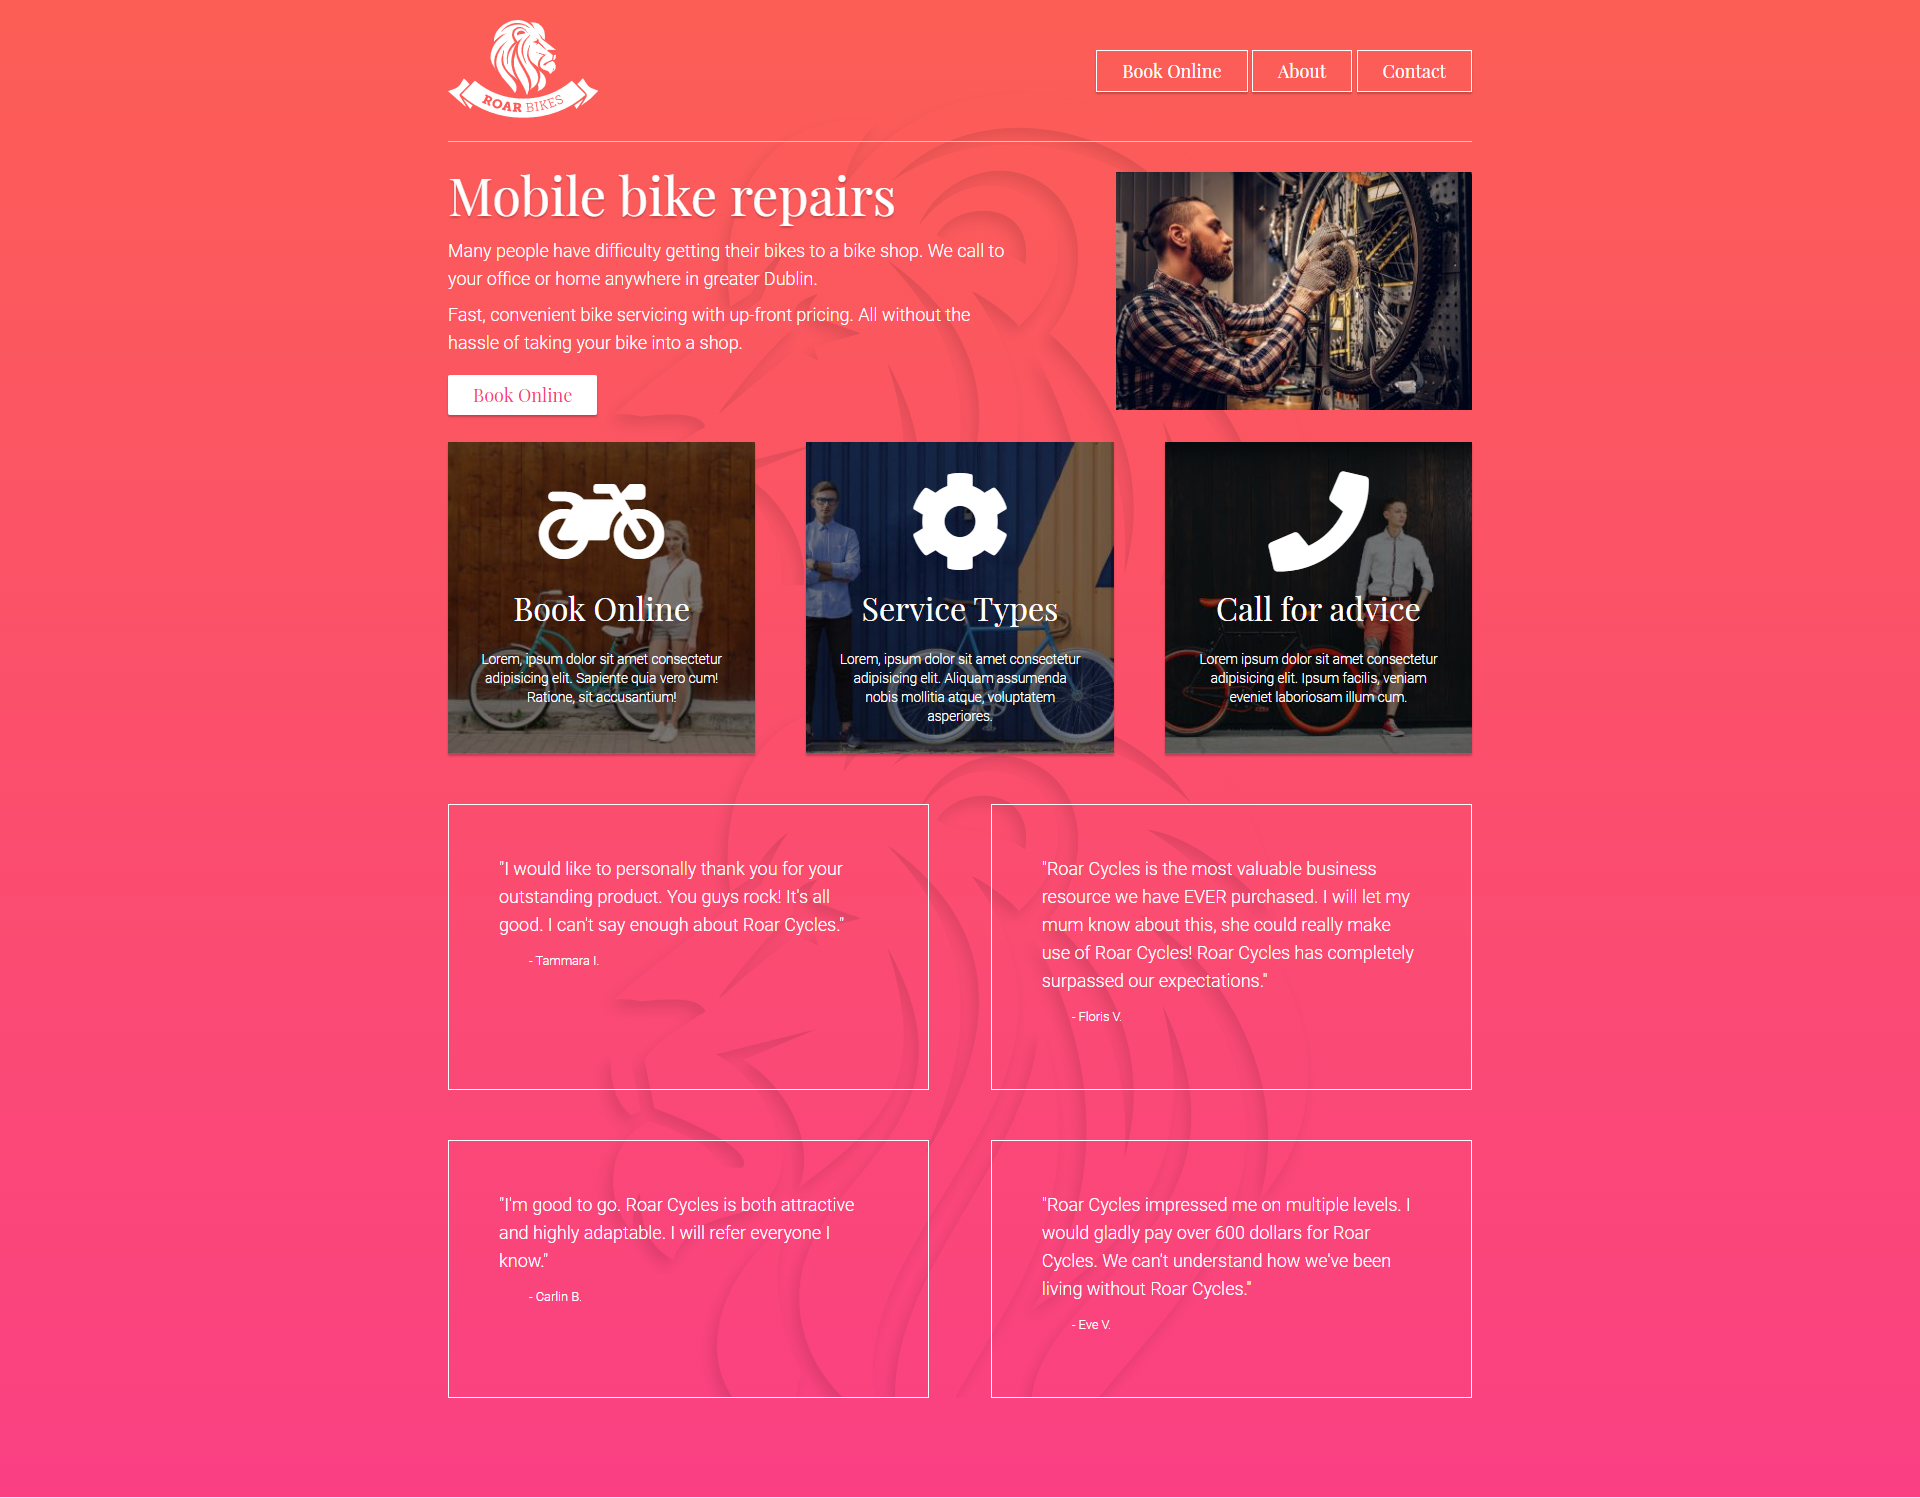 ROAR BIKES
Book Online
About
Contact
Mobile bike repairs
Many people have difficulty getting their bikes to a bike shop. We call to
your office or home anywhere in greater Dublin.
Fast, convenient bike servicing with up-front pricing. All without the
hassle of taking your bike into a shop.
Book Online
Book Online
Lorem, ipsum dolor sit amet consectetur
adipisicing elit. Sapiente quia vero cum!
Ratione, sit accusantium!
Service Types
Lorem, ipsum dolor sit amet consectetur
adipisicing elit. Aliquam assumenda
nobis mollitia atque, voluptatem
asperiores.
Call for advice
Lorem ipsum dolor sit amet consectetur
adipisicing elit. Ipsum facilis, veniam
eveniet laboriosam illum cum.
"I would like to personally thank you for your
outstanding product. You guys rock! It's all
good. I can't say enough about Roar Cycles."
- Tammara I.
"Roar Cycles is the most valuable business
resource we have EVER purchased. I will let my
mum know about this, she could really make
use of Roar Cycles! Roar Cycles has completely
surpassed our expectations."
- Floris V.
"I'm good to go. Roar Cycles is both attractive
and highly adaptable. I will refer everyone I
know."
- Carlin B.
"Roar Cycles impressed me on multiple levels. I
would gladly pay over 600 dollars for Roar
Cycles. We can't understand how we've been
living without Roar Cycles."
- Eve V.